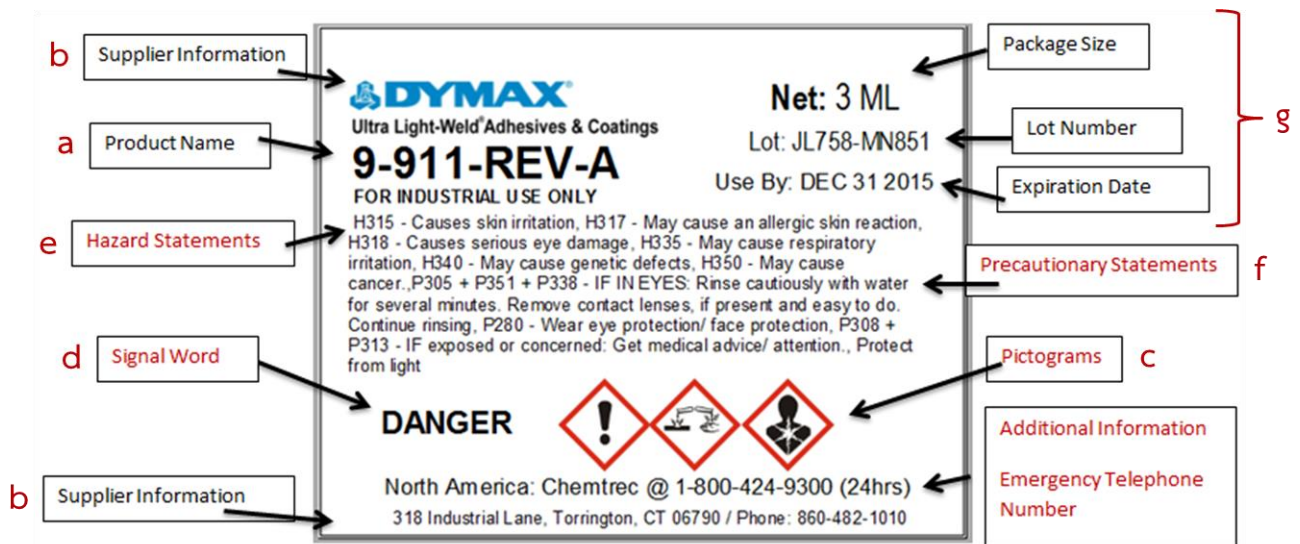 b
Supplier Information
a
Product Name
e
Hazard Statements
d
Signal Word
b
Supplier Information
DYMAX®
Ultra Light-Weld® Adhesives & Coatings
9-911-REV-A
FOR INDUSTRIAL USE ONLY
Net: 3 ML
Lot: JL758-MN851
Use By: DEC 31 2015
H315 - Causes skin irritation, H317 - May cause an allergic skin reaction,
H318 - Causes serious eye damage, H335 - May cause respiratory
irritation, H340 - May cause genetic defects, H350 - May cause
cancer.,P305 + P351 + P338 - IF IN EYES: Rinse cautiously with water
for several minutes. Remove contact lenses, if present and easy to do.
Continue rinsing, P280 - Wear eye protection/ face protection, P308 +
P313 - IF exposed or concerned: Get medical advice/ attention., Protect
from light
DANGER
North America: Chemtrec @ 1-800-424-9300 (24hrs)
318 Industrial Lane, Torrington, CT 06790 / Phone: 860-482-1010
Package Size
Lot Number
Expiration Date
g
Precautionary Statements
f
Pictograms
c
Additional Information
Emergency Telephone
Number